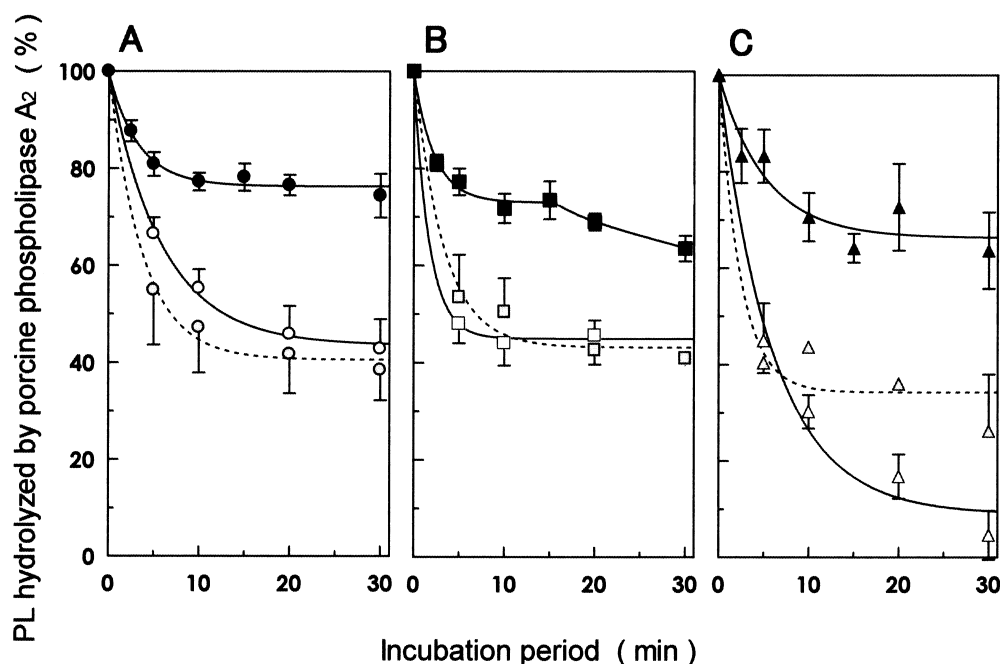 A B C
PL hydrolyzed by porcine phospholipase A2 ( % )
100
80
60
40
20
0
0 10 20 30 0 10 20 30 0 10 20 30
Incubation period ( min )